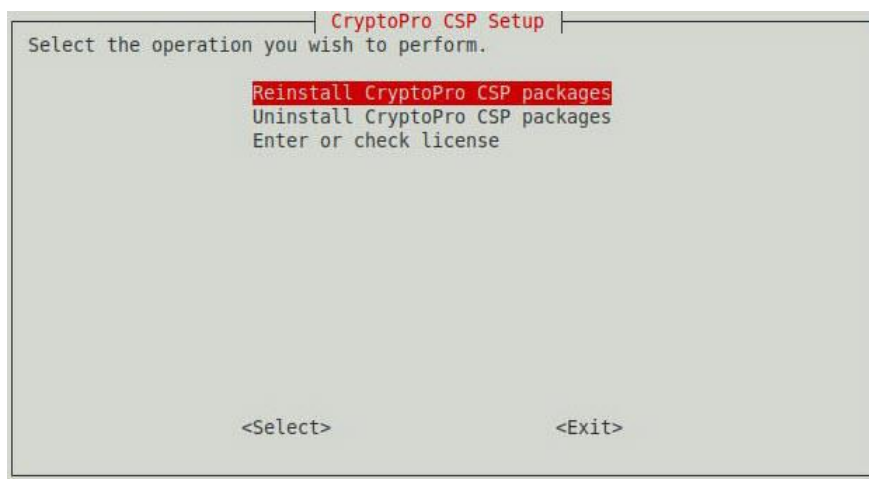 CryptoPro CSP Setup
Select the operation you wish to perform.
Reinstall CryptoPro CSP packages
Uninstall CryptoPro CSP packages
Enter or check license
<Select> <Exit>